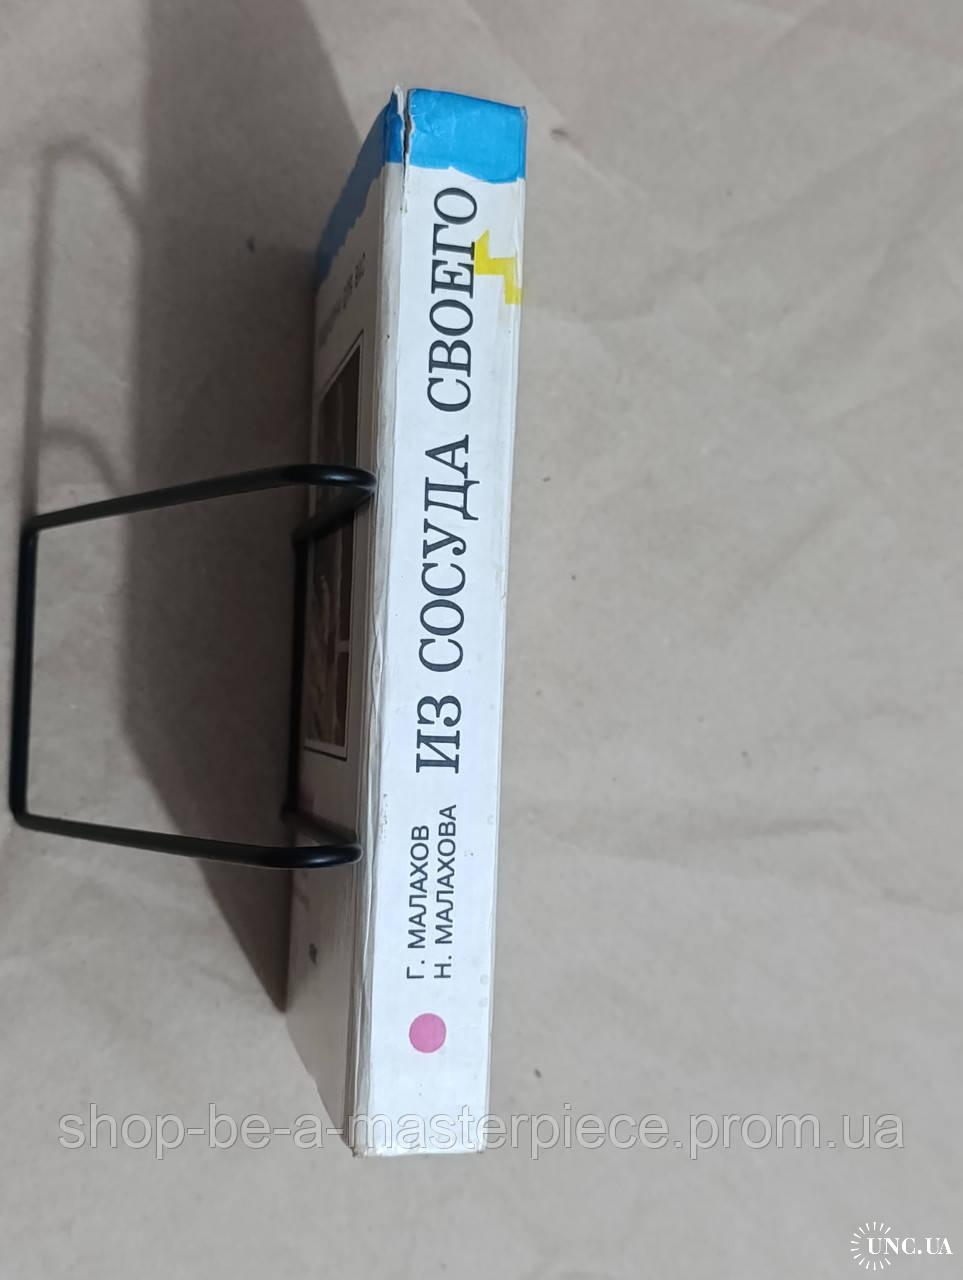 Г. МАЛАХОВ
Н. МАЛАХОВА
ИЗ СОСУДА СВОЕГО
shop-be-a-masterpiece.prom.ua
UNC.UA